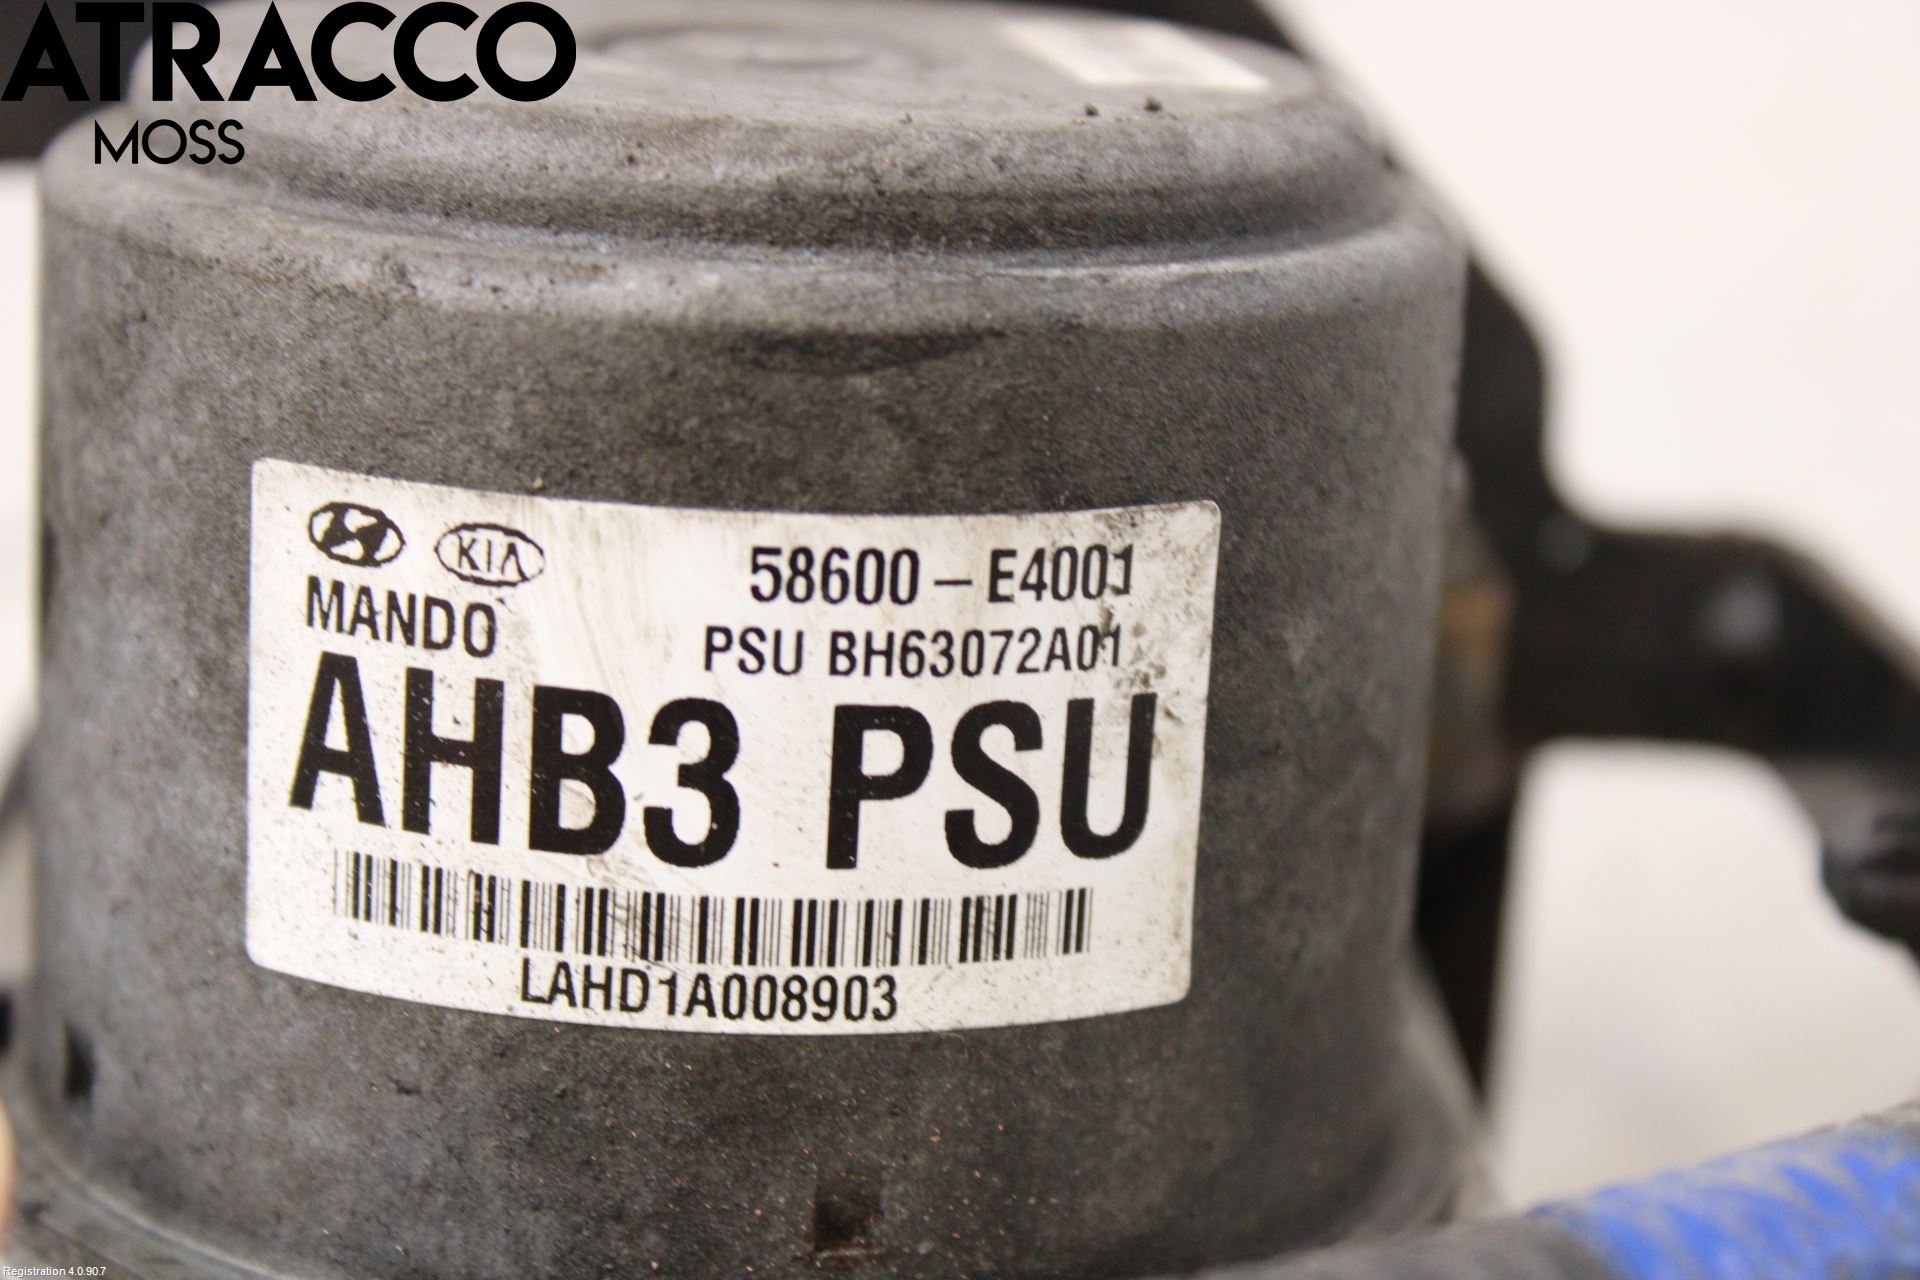 ATRACCO
MOSS
KIA
58600 - E4001
MANDO
PSU BH63072A01
AHB3 PSU
LAHD1A008903
Registration 4.0.90.7